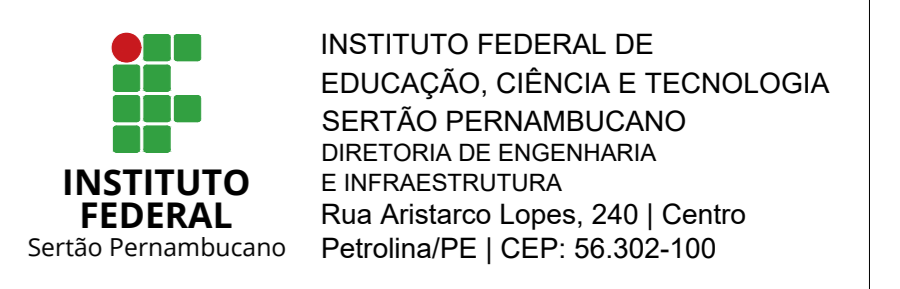 INSTITUTO
FEDERAL
Sertão Pernambucano
INSTITUTO FEDERAL DE
EDUCAÇÃO, CIÊNCIA E TECNOLOGIA
SERTÃO PERNAMBUCANO
DIRETORIA DE ENGENHARIA
E INFRAESTRUTURA
Rua Aristarco Lopes, 240 | Centro
Petrolina/PE | CEP: 56.302-100